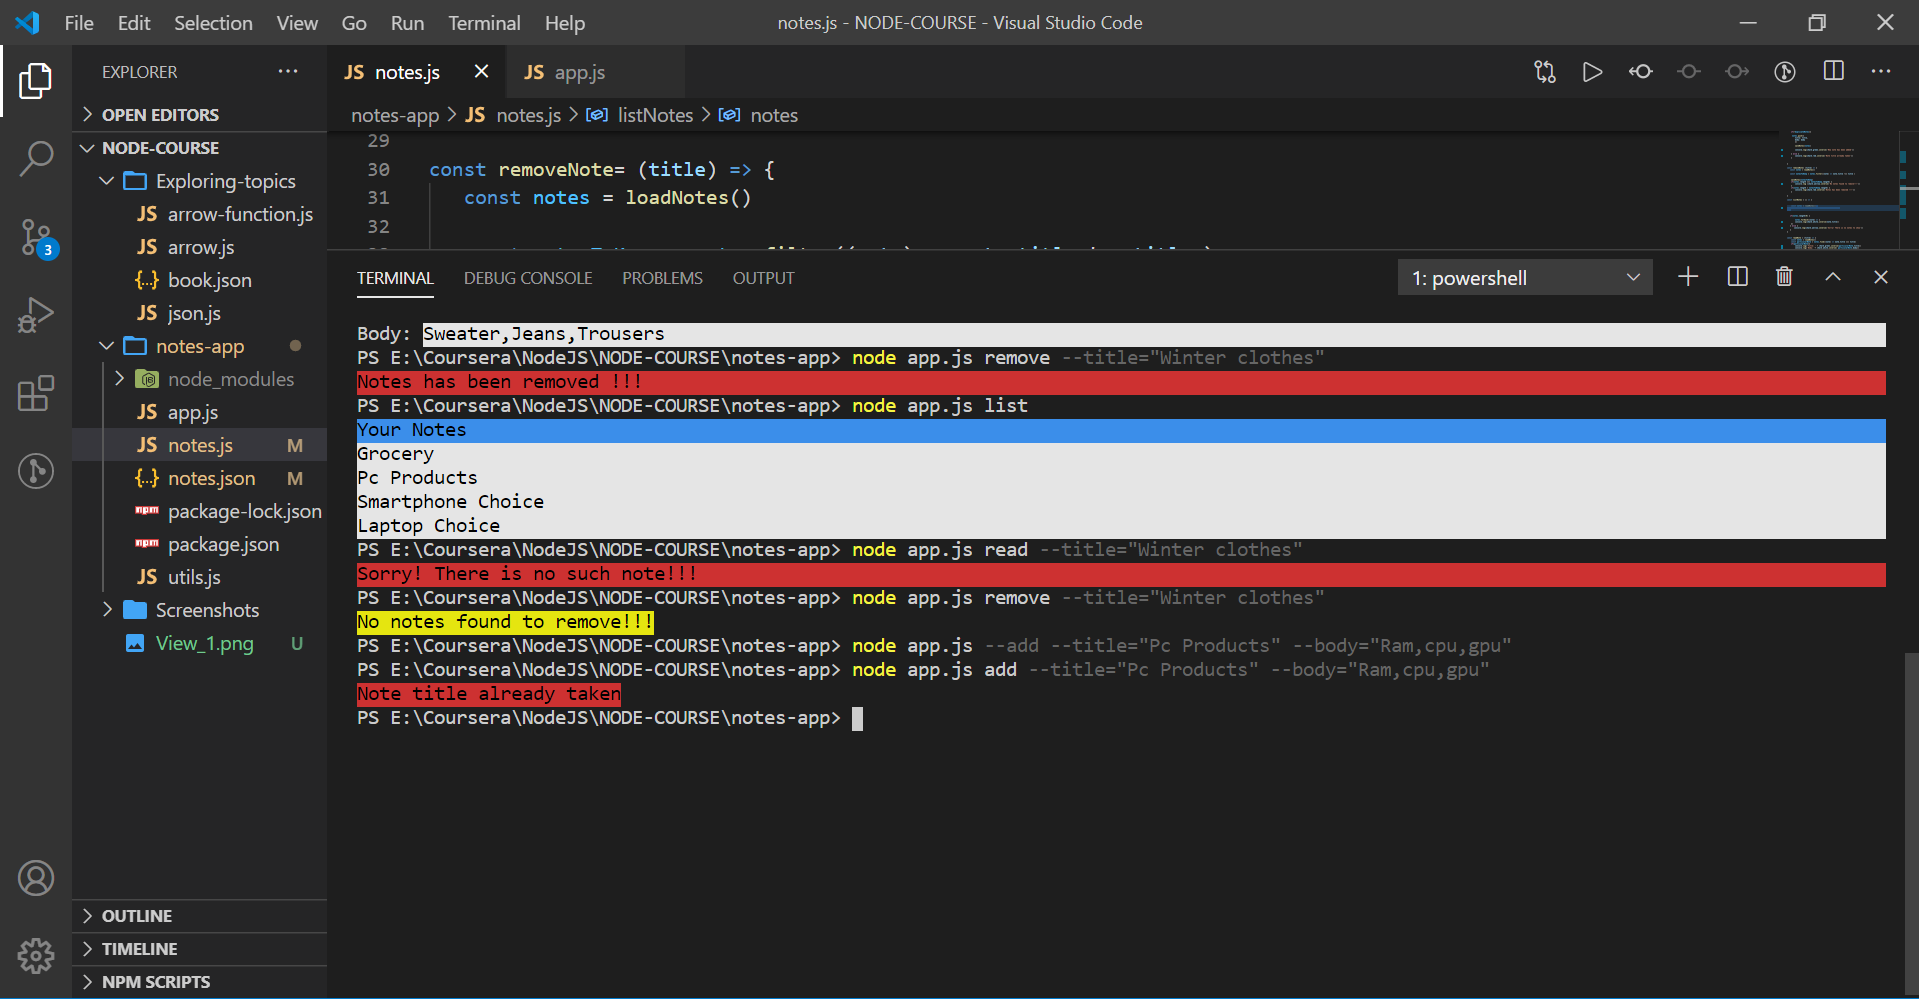 File Edit Selection View Go Run Terminal Help
notes.js - NODE-COURSE - Visual Studio Code
EXPLORER
OPEN EDITORS
NODE-COURSE
Exploring-topics
JS arrow-function.js
JS arrow.js
{..} book.json
JS json.js
notes-app
node_modules
JS app.js
JS notes.js M
{..} notes.json M
npm package-lock.json
npm package.json
JS utils.js
Screenshots
View_1.png U
OUTLINE
TIMELINE
NPM SCRIPTS
3
JS notes.js
JS app.js
notes-app > JS notes.js > listNotes > notes
29
30 const removeNote= (title) => {
31 const notes = loadNotes()
32
TERMINAL DEBUG CONSOLE PROBLEMS OUTPUT
1: powershell
Body: Sweater,Jeans,Trousers
PS E:\Coursera\NodeJS\NODE-COURSE\notes-app> node app.js remove --title="Winter clothes"
Notes has been removed !!!
PS E:\Coursera\NodeJS\NODE-COURSE\notes-app> node app.js list
Your Notes
Grocery
Pc Products
Smartphone Choice
Laptop Choice
PS E:\Coursera\NodeJS\NODE-COURSE\notes-app> node app.js read --title="Winter clothes"
Sorry! There is no such note!!!
PS E:\Coursera\NodeJS\NODE-COURSE\notes-app> node app.js remove --title="Winter clothes"
No notes found to remove!!!
PS E:\Coursera\NodeJS\NODE-COURSE\notes-app> node app.js --add --title="Pc Products" --body="Ram,cpu,gpu"
PS E:\Coursera\NodeJS\NODE-COURSE\notes-app> node app.js add --title="Pc Products" --body="Ram,cpu,gpu"
Note title already taken
PS E:\Coursera\NodeJS\NODE-COURSE\notes-app>